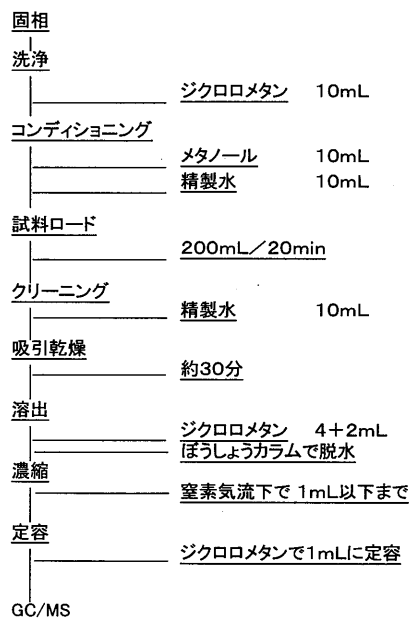 固相
洗浄
ジクロロメタン 10mL
コンディショニング
メタノール 10mL
精製水 10mL
試料ロード
200mL/20min
クリーニング
精製水 10mL
吸引乾燥
約30分
溶出
ジクロロメタン 4+2mL
ぼうしょうカラムで脱水
濃縮
窒素気流下で 1mL以下まで
定容
ジクロロメタンで1mLに定容
GC/MS